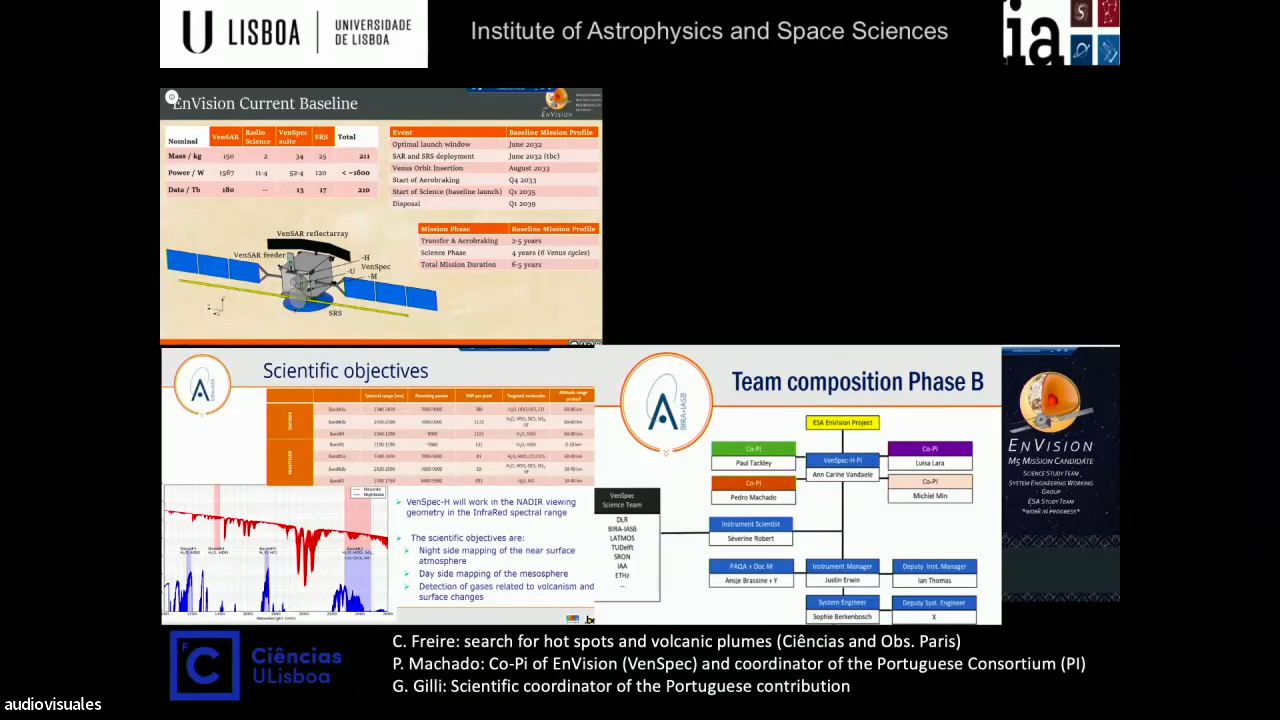 LISBOA
UNIVERSIDADE
DE LISBOA
Institute of Astrophysics and Space Sciences
ia
EnVision Current Baseline
EnVision
Nominal VenSAR Radio Science VenSpec suite SRS Total
Mass / kg 150 2 34 25 211
Power / W 1567 11·4 52·4 120 < ~1600
Data / Tb 180 -- 13 17 210
Event Baseline Mission Profile
Optimal launch window June 2032
SAR and SRS deployment June 2032 (tbc)
Venus Orbit Insertion August 2033
Start of Aerobraking Q4 2033
Start of Science (baseline launch) Q1 2035
Disposal Q1 2039
Mission Phase Baseline Mission Profile
Transfer & Aerobraking 2·5 years
Science Phase 4 years (6 Venus cycles)
Total Mission Duration 6·5 years
VenSAR reflectarray
VenSAR feeder
-H
VenSpec
-U
-M
SRS
Scientific objectives
VenSpec-H will work in the NADIR viewing
geometry in the InfraRed spectral range
The scientific objectives are:
Night side mapping of the near surface
atmosphere
Day side mapping of the mesosphere
Detection of gases related to volcanism and
surface changes
Wavelength (nm)
BIRA-IASB
Team composition Phase B
ESA EnVision Project
Co-PI
Paul Tackley
VenSpec-H PI
Ann Carine Vandaele
Co-Pi
Luisa Lara
Co-PI
Pedro Machado
Co-PI
Michiel Min
VenSpec
Science Team
DLR
BIRA-IASB
LATMOS
TUDelft
SRON
IAA
ETHz
...
Instrument Scientist
Séverine Robert
PAQA + Doc M
Ansje Brassine + Y
Instrument Manager
Justin Erwin
Deputy Inst. Manager
Ian Thomas
System Engineer
Sophie Berkenbosch
Deputy Syst. Engineer
X
EnVision
M5 Mission Candidate
Science Study Team
System Engineering Working
Group
ESA Study Team
*work in progress*
F
C
Ciências
ULisboa
C. Freire: search for hot spots and volcanic plumes (Ciências and Obs. Paris)
P. Machado: Co-Pi of EnVision (VenSpec) and coordinator of the Portuguese Consortium (PI)
G. Gilli: Scientific coordinator of the Portuguese contribution
audiovisuales